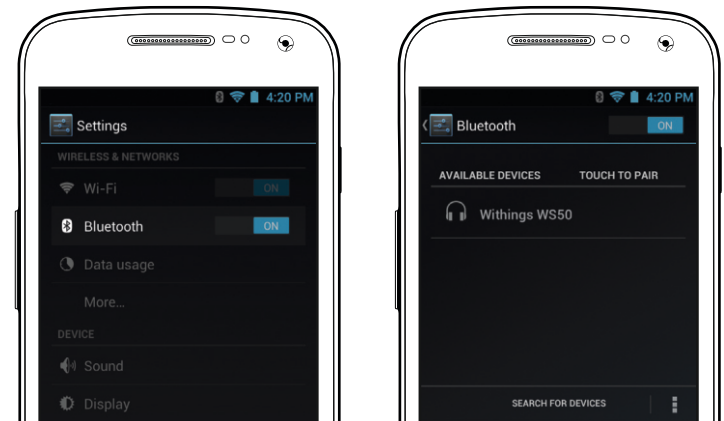 4:20 PM
Settings
WIRELESS & NETWORKS
Wi-Fi ON
Bluetooth ON
Data usage
More...
DEVICE
Sound
Display
4:20 PM
Bluetooth ON
AVAILABLE DEVICES TOUCH TO PAIR
Withings WS50
SEARCH FOR DEVICES